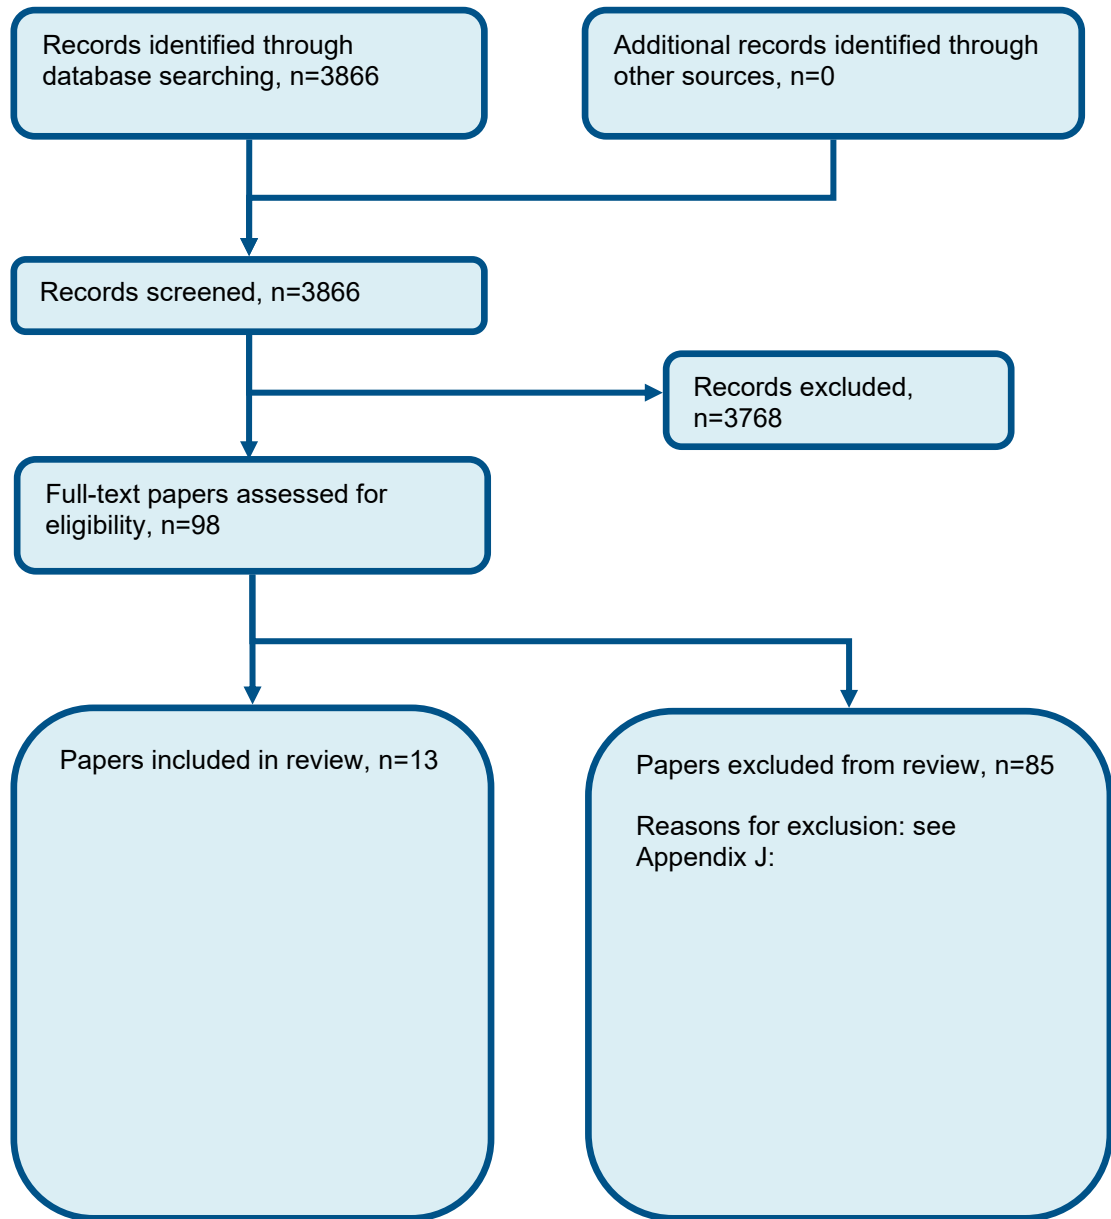 Records identified through
database searching, n=3866
Additional records identified through
other sources, n=0
Records screened, n=3866
Records excluded,
n=3768
Full-text papers assessed for
eligibility, n=98
Papers included in review, n=13
Papers excluded from review, n=85
Reasons for exclusion: see
Appendix J: